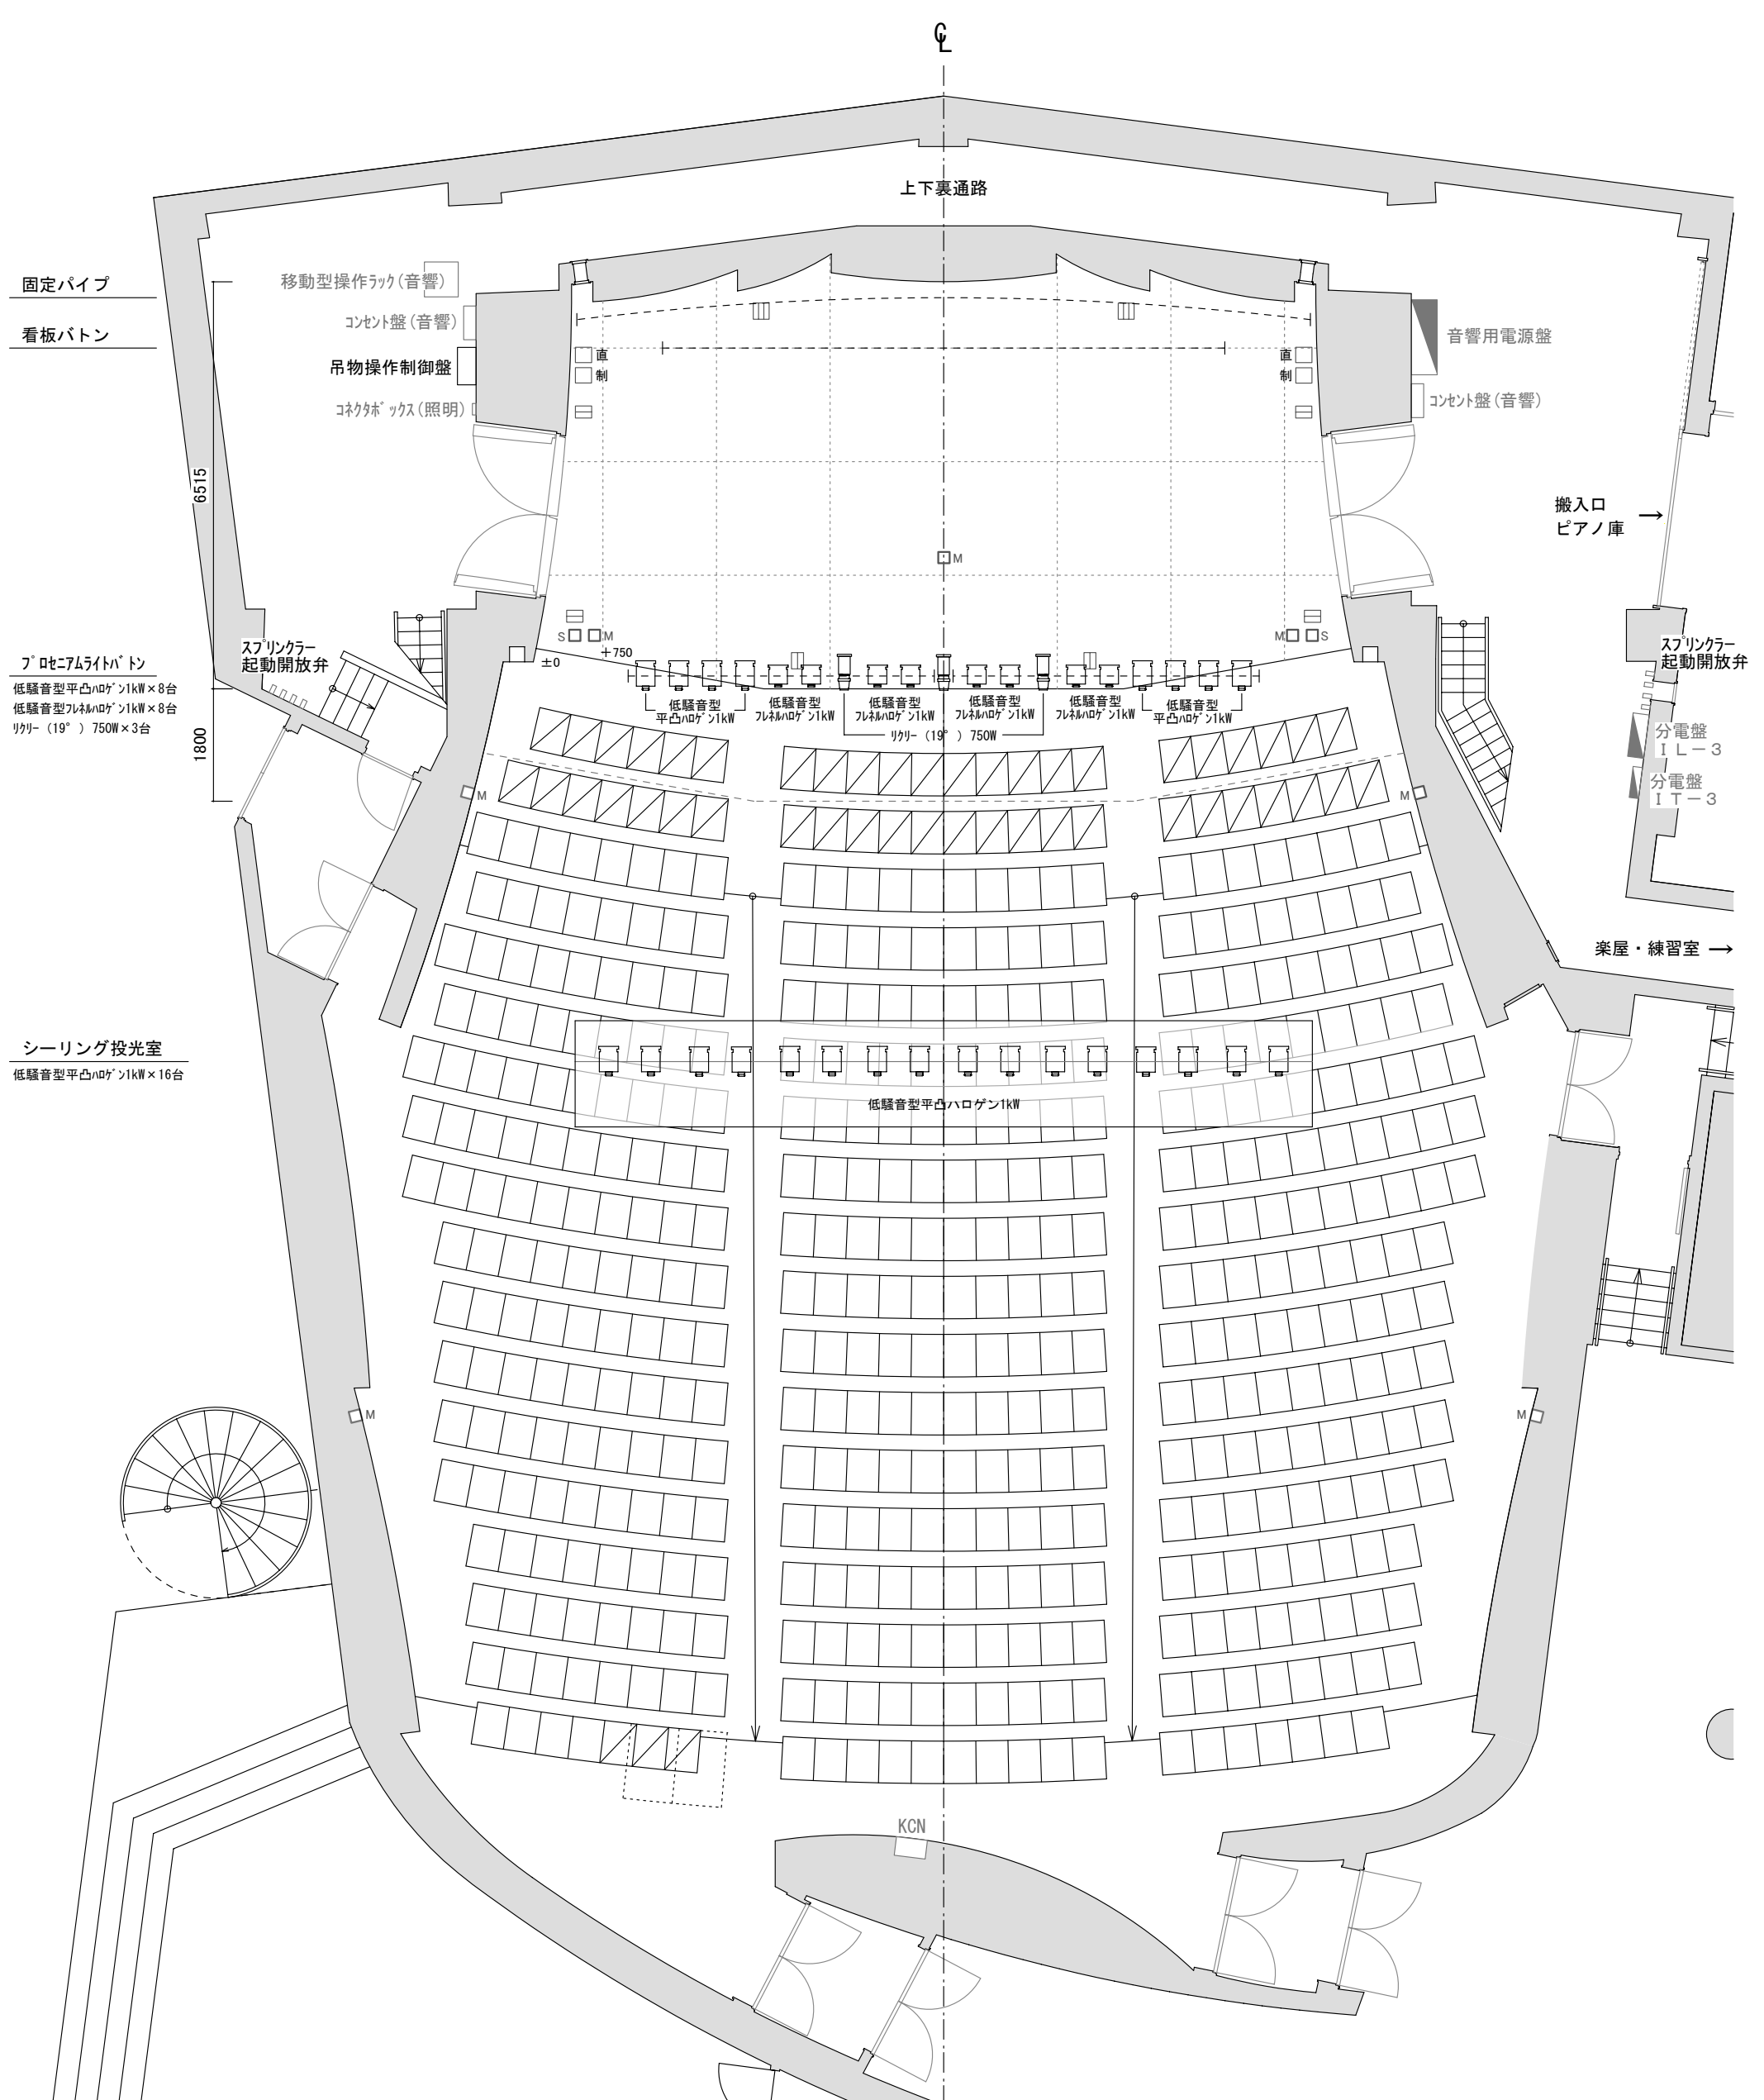 ℄
上下裏通路
固定パイプ
看板バトン
移動型操作ラック(音響)
コンセント盤(音響)
吊物操作制御盤
コネクタボックス(照明)
直
制
直
制
音響用電源盤
コンセント盤(音響)
6515
搬入口
ピアノ庫
→
M
S
M
M
S
+750
±0
スプリンクラー
起動開放弁
スプリンクラー
起動開放弁
プロセニアムライトバトン
低騒音型平凸ハロゲン1kW×8台
低騒音型フレネルハロゲン1kW×8台
リクリー(19°)750W×3台
低騒音型
平凸ハロゲン1kW
低騒音型
フレネルハロゲン1kW
低騒音型
フレネルハロゲン1kW
低騒音型
フレネルハロゲン1kW
低騒音型
フレネルハロゲン1kW
低騒音型
平凸ハロゲン1kW
リクリー(19°)750W
1800
分電盤
IL-3
分電盤
IT-3
M
M
楽屋・練習室 →
シーリング投光室
低騒音型平凸ハロゲン1kW×16台
低騒音型平凸ハロゲン1kW
M
M
KCN